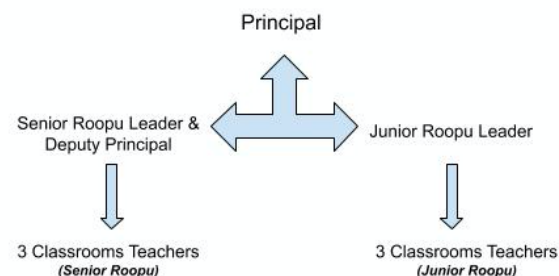 Principal
Senior Roopu Leader &
Deputy Principal
Junior Roopu Leader
3 Classrooms Teachers
(Senior Roopu)
3 Classrooms Teachers
(Junior Roopu)